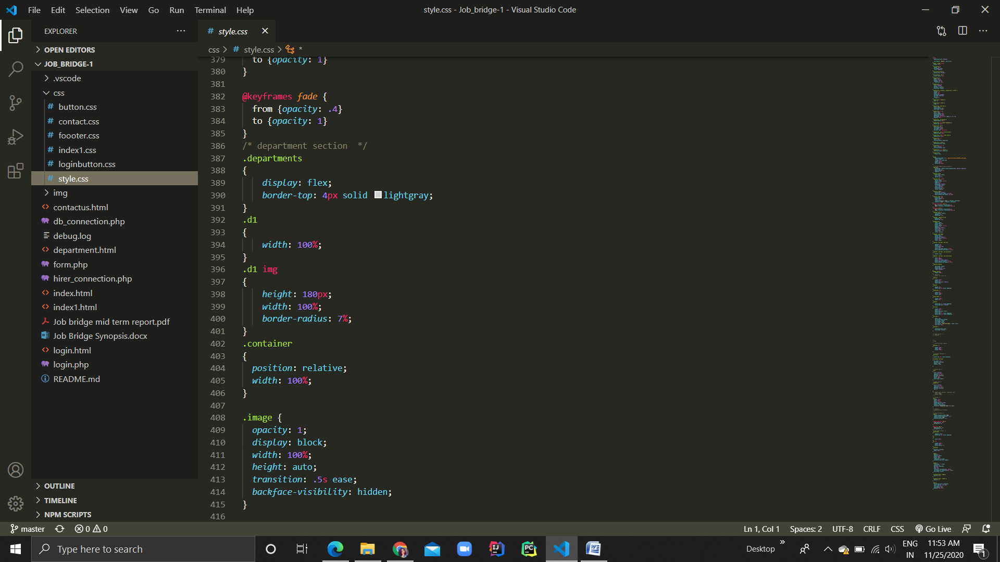 File Edit Selection View Go Run Terminal Help
style.css - Job_bridge-1 - Visual Studio Code
EXPLORER
OPEN EDITORS
JOB_BRIDGE-1
.vscode
css
# button.css
# contact.css
# foooter.css
# index1.css
# loginbutton.css
# style.css
img
<> contactus.html
db_connection.php
debug.log
<> department.html
form.php
hirer_connection.php
<> index.html
<> index1.html
Job bridge mid term report.pdf
Job Bridge Synopsis.docx
<> login.html
login.php
README.md
OUTLINE
TIMELINE
NPM SCRIPTS
# style.css
css > # style.css > *
379 to {opacity: 1}
380 }
381
382 @keyframes fade {
383 from {opacity: .4}
384 to {opacity: 1}
385 }
386 /* department section  */
387 .departments
388 {
389 display: flex;
390 border-top: 4px solid lightgray;
391 }
392 .d1
393 {
394 width: 100%;
395 }
396 .d1 img
397 {
398 height: 180px;
399 width: 100%;
400 border-radius: 7%;
401 }
402 .container
403 {
404 position: relative;
405 width: 100%;
406 }
407
408 .image {
409 opacity: 1;
410 display: block;
411 width: 100%;
412 height: auto;
413 transition: .5s ease;
414 backface-visibility: hidden;
415 }
416
master 0 0
Ln 1, Col 1 Spaces: 2 UTF-8 CRLF CSS Go Live
Type here to search
Desktop
ENG
IN
11:53 AM
11/25/2020
1